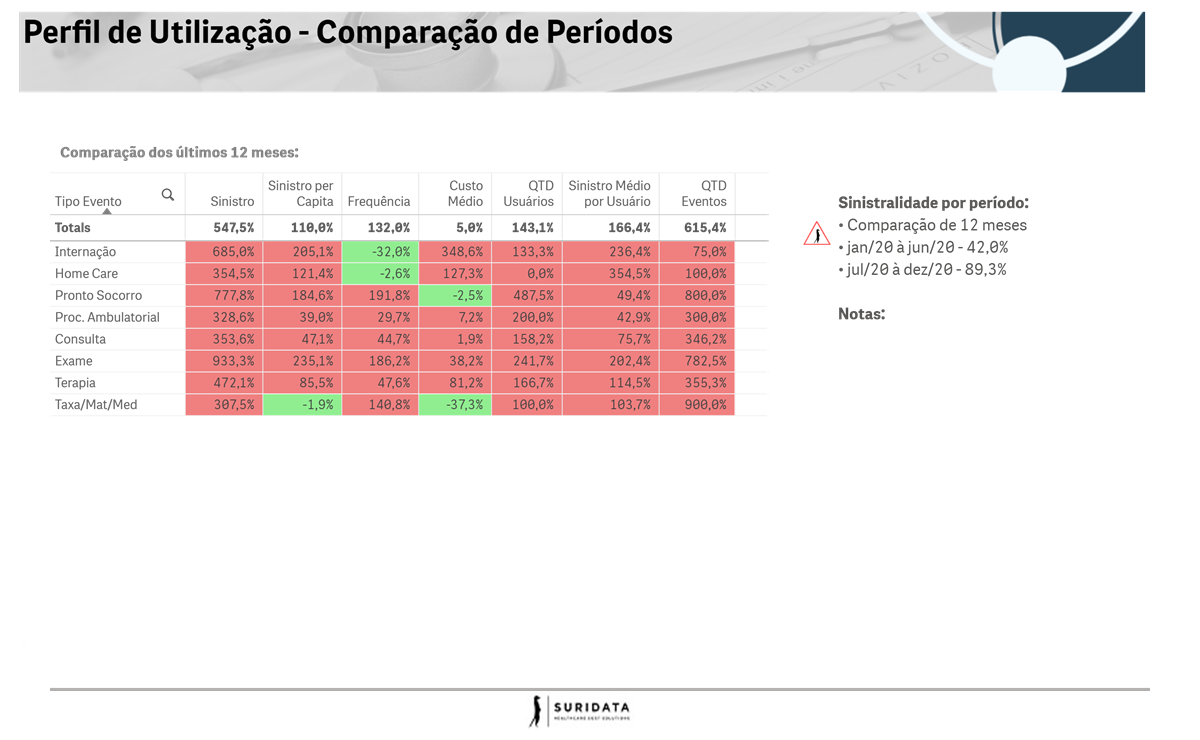 Perfil de Utilização - Comparação de Períodos
Comparação dos últimos 12 meses:
Tipo Evento Sinistro Sinistro per Capita Frequência Custo Médio QTD Usuários Sinistro Médio por Usuário QTD Eventos
Totals 547,5% 110,0% 132,0% 5,0% 143,1% 166,4% 615,4%
Internação 685,0% 205,1% -32,0% 348,6% 133,3% 236,4% 75,0%
Home Care 354,5% 121,4% -2,6% 127,3% 0,0% 354,5% 100,0%
Pronto Socorro 777,8% 184,6% 191,8% -2,5% 487,5% 49,4% 800,0%
Proc. Ambulatorial 328,6% 39,0% 29,7% 7,2% 200,0% 42,9% 300,0%
Consulta 353,6% 47,1% 44,7% 1,9% 158,2% 75,7% 346,2%
Exame 933,3% 235,1% 186,2% 38,2% 241,7% 202,4% 782,5%
Terapia 472,1% 85,5% 47,6% 81,2% 166,7% 114,5% 355,3%
Taxa/Mat/Med 307,5% -1,9% 140,8% -37,3% 100,0% 103,7% 900,0%
Sinistralidade por período:
• Comparação de 12 meses
• jan/20 à jun/20 - 42,0%
• jul/20 à dez/20 - 89,3%
Notas:
SURIDATA
HEALTHCARE COST SOLUTIONS